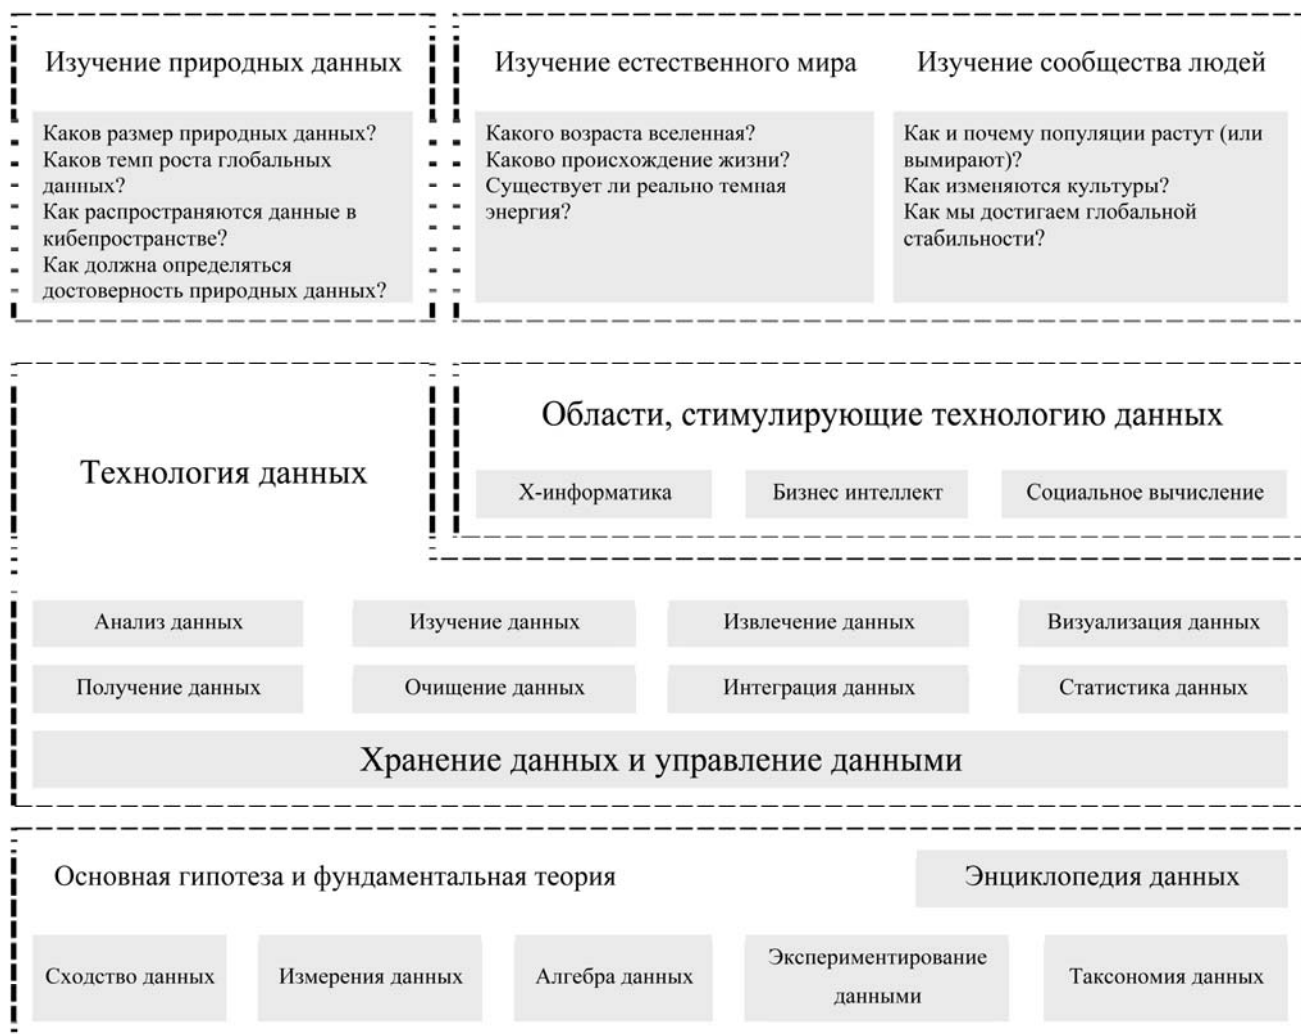 Изучение природных данных
Каков размер природных данных?
Каков темп роста глобальных
данных?
Как распространяются данные в
кибепространстве?
Как должна определяться
достоверность природных данных?
Изучение естественного мира
Какого возраста вселенная?
Каково происхождение жизни?
Существует ли реально темная
энергия?
Изучение сообщества людей
Как и почему популяции растут (или
вымирают)?
Как изменяются культуры?
Как мы достигаем глобальной
стабильности?
Технология данных
Области, стимулирующие технологию данных
Х-информатика
Бизнес интеллект
Социальное вычисление
Анализ данных
Изучение данных
Извлечение данных
Визуализация данных
Получение данных
Очищение данных
Интеграция данных
Статистика данных
Хранение данных и управление данными
Основная гипотеза и фундаментальная теория
Энциклопедия данных
Сходство данных
Измерения данных
Алгебра данных
Экспериментирование
данными
Таксономия данных